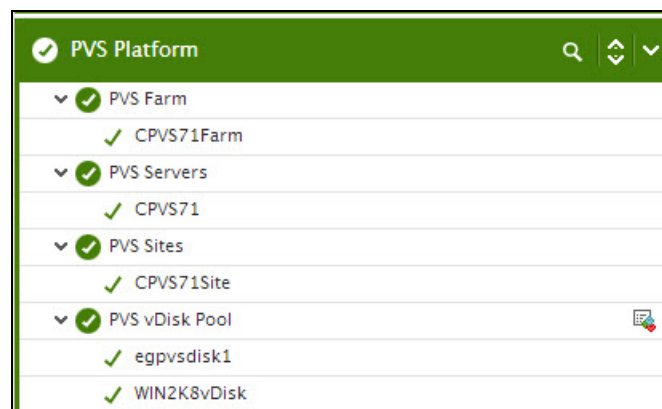 PVS Platform
PVS Farm
CPVS71Farm
PVS Servers
CPVS71
PVS Sites
CPVS71Site
PVS vDisk Pool
egpvsdisk1
WIN2K8vDisk